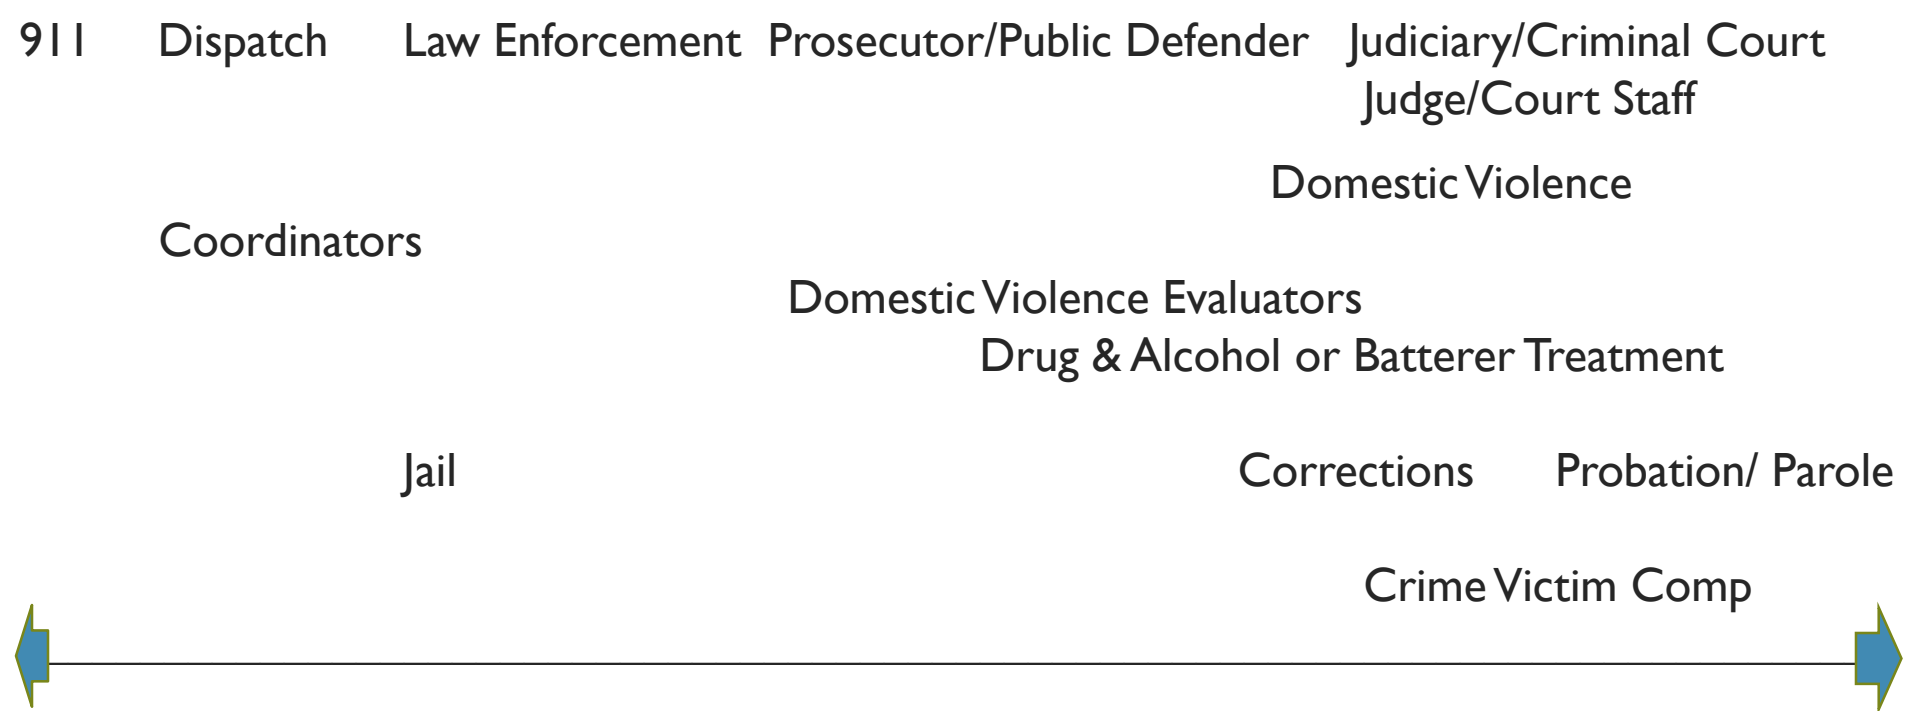 911 Dispatch Law Enforcement Prosecutor/Public Defender Judiciary/Criminal Court
Judge/Court Staff
Domestic Violence
Coordinators
Domestic Violence Evaluators
Drug & Alcohol or Batterer Treatment
Jail Corrections Probation/ Parole
Crime Victim Comp